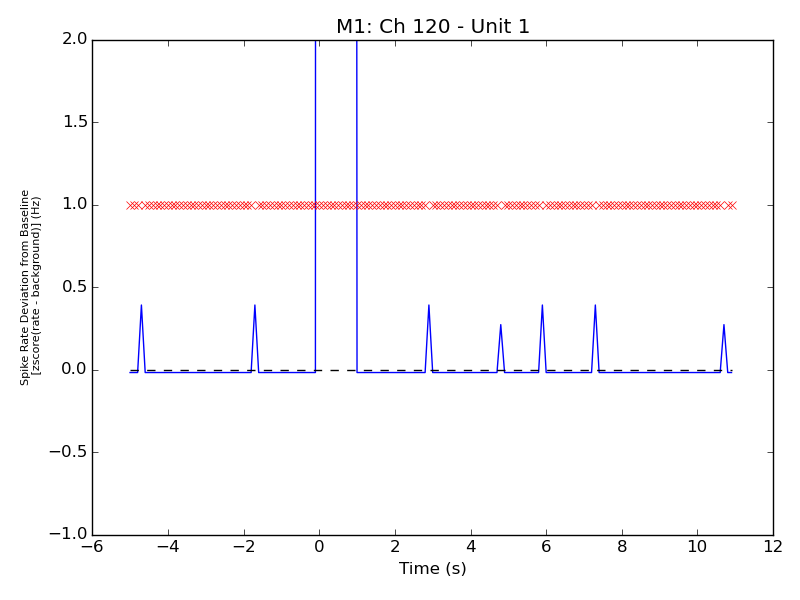 M1: Ch 120 - Unit 1
2.0
1.5
1.0
0.5
0.0
−0.5
−1.0
Spike Rate Deviation from Baseline
[zscore(rate - background)] (Hz)
−6 −4 −2 0 2 4 6 8 10 12
Time (s)